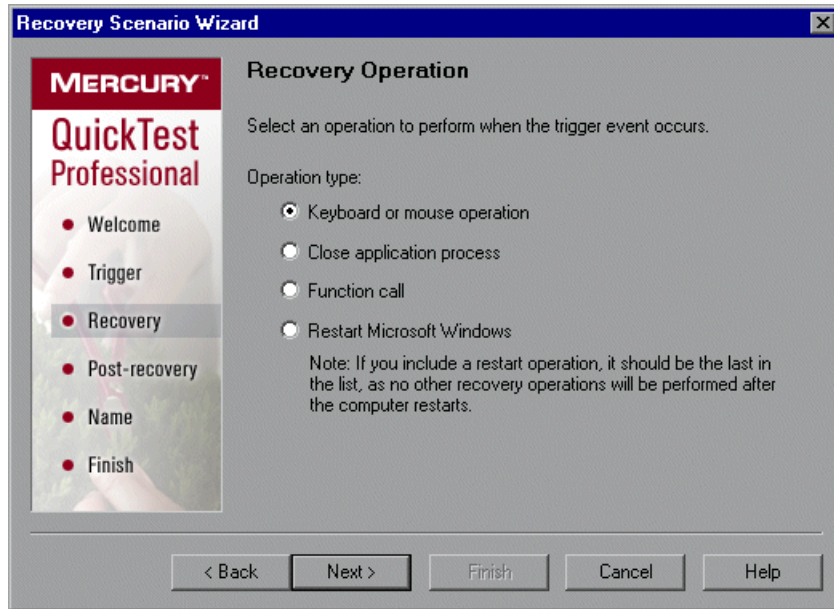 Recovery Scenario Wizard
MERCURY™
QuickTest
Professional
Welcome
Trigger
Recovery
Post-recovery
Name
Finish
Recovery Operation
Select an operation to perform when the trigger event occurs.
Operation type:
Keyboard or mouse operation
Close application process
Function call
Restart Microsoft Windows
Note: If you include a restart operation, it should be the last in
the list, as no other recovery operations will be performed after
the computer restarts.
< Back
Next >
Finish
Cancel
Help